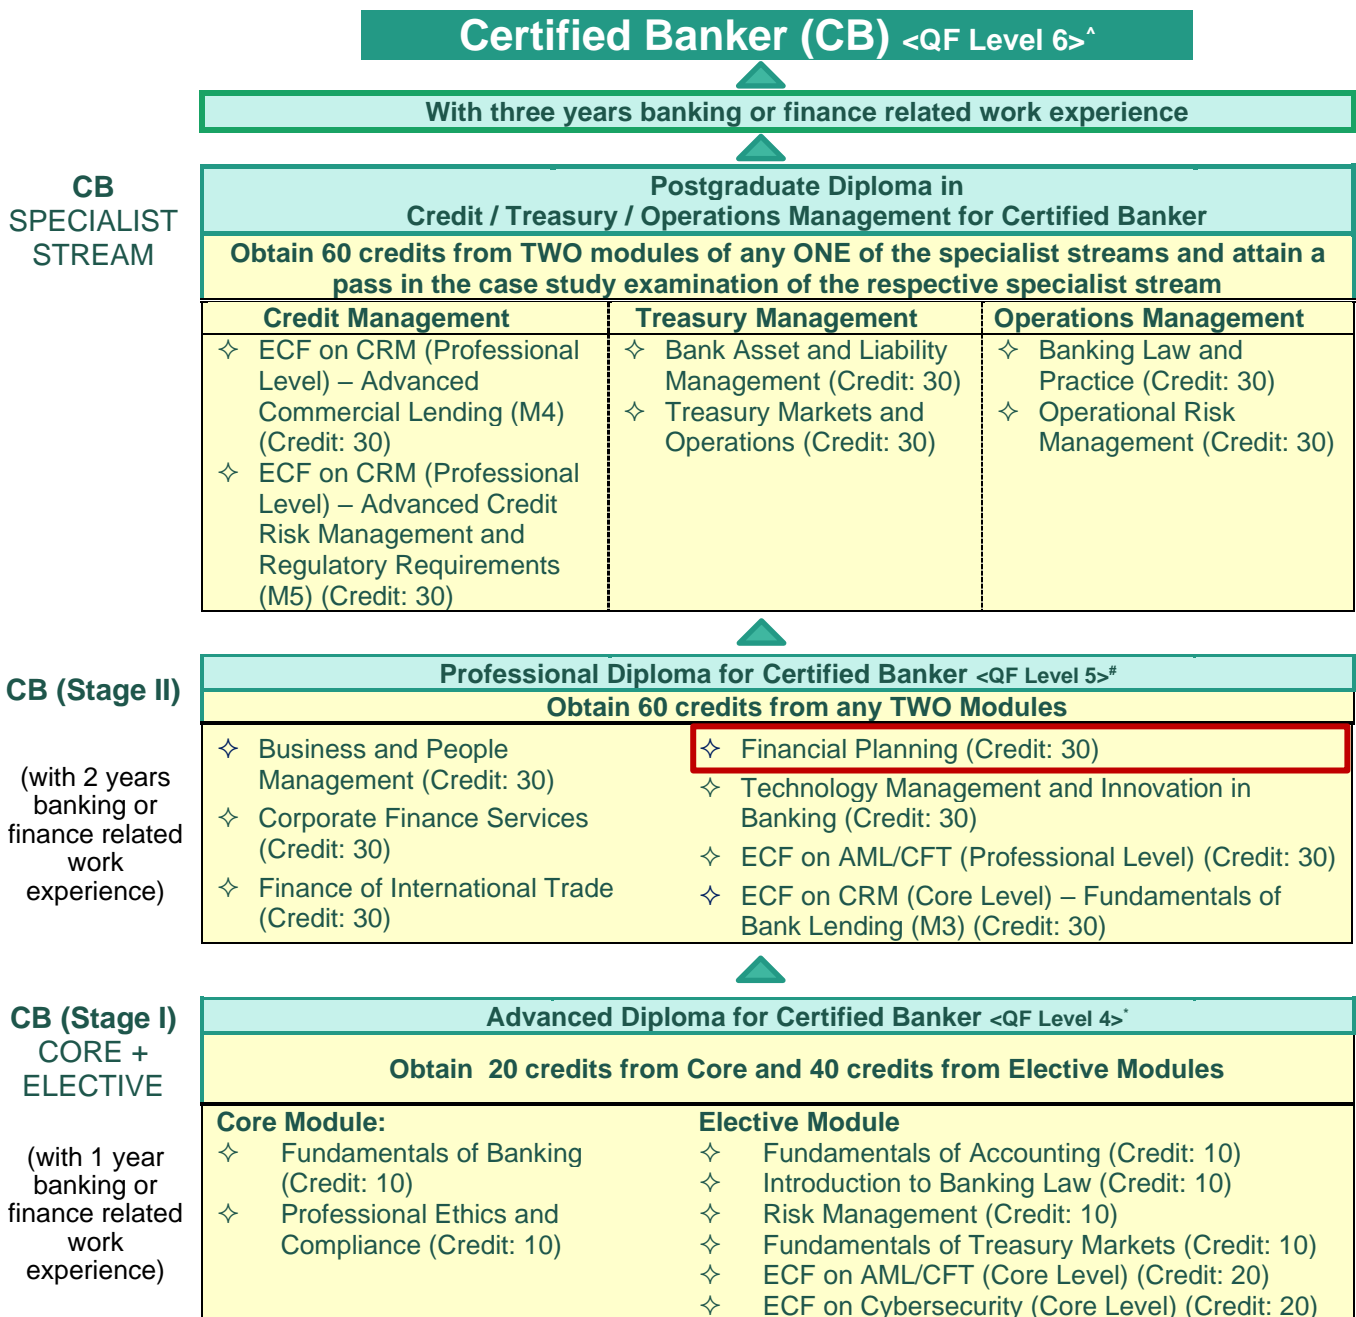 Certified Banker (CB) <QF Level 6>^
With three years banking or finance related work experience
CB
SPECIALIST
STREAM
Postgraduate Diploma in
Credit / Treasury / Operations Management for Certified Banker
Obtain 60 credits from TWO modules of any ONE of the specialist streams and attain a
pass in the case study examination of the respective specialist stream
Credit Management
✧ ECF on CRM (Professional
Level) – Advanced
Commercial Lending (M4)
(Credit: 30)
✧ ECF on CRM (Professional
Level) – Advanced Credit
Risk Management and
Regulatory Requirements
(M5) (Credit: 30)
Treasury Management
✧ Bank Asset and Liability
Management (Credit: 30)
✧ Treasury Markets and
Operations (Credit: 30)
Operations Management
✧ Banking Law and
Practice (Credit: 30)
✧ Operational Risk
Management (Credit: 30)
CB (Stage II)
(with 2 years
banking or
finance related
work
experience)
Professional Diploma for Certified Banker <QF Level 5>#
Obtain 60 credits from any TWO Modules
✧ Business and People
Management (Credit: 30)
✧ Corporate Finance Services
(Credit: 30)
✧ Finance of International Trade
(Credit: 30)
✧ Financial Planning (Credit: 30)
✧ Technology Management and Innovation in
Banking (Credit: 30)
✧ ECF on AML/CFT (Professional Level) (Credit: 30)
✧ ECF on CRM (Core Level) – Fundamentals of
Bank Lending (M3) (Credit: 30)
CB (Stage I)
CORE +
ELECTIVE
(with 1 year
banking or
finance related
work
experience)
Advanced Diploma for Certified Banker <QF Level 4>*
Obtain 20 credits from Core and 40 credits from Elective Modules
Core Module:
✧ Fundamentals of Banking
(Credit: 10)
✧ Professional Ethics and
Compliance (Credit: 10)
Elective Module
✧ Fundamentals of Accounting (Credit: 10)
✧ Introduction to Banking Law (Credit: 10)
✧ Risk Management (Credit: 10)
✧ Fundamentals of Treasury Markets (Credit: 10)
✧ ECF on AML/CFT (Core Level) (Credit: 20)
✧ ECF on Cybersecurity (Core Level) (Credit: 20)